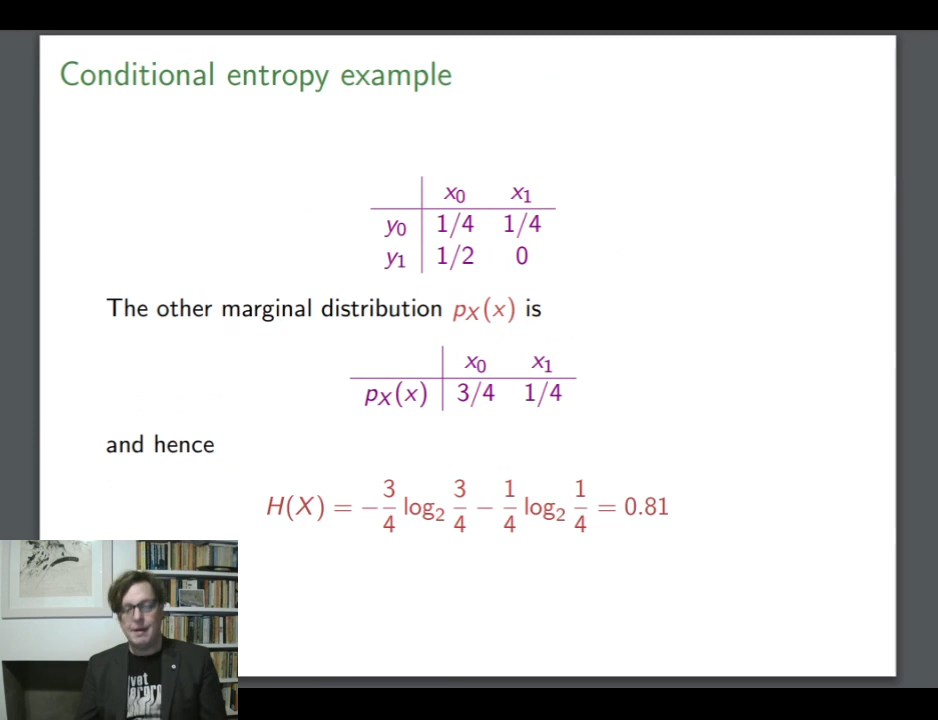 Conditional entropy example
x0 x1
y0 1/4 1/4
y1 1/2 0
The other marginal distribution pX(x) is
x0 x1
pX(x) 3/4 1/4
and hence
H(X) = −3/4 log2 3/4 − 1/4 log2 1/4 = 0.81